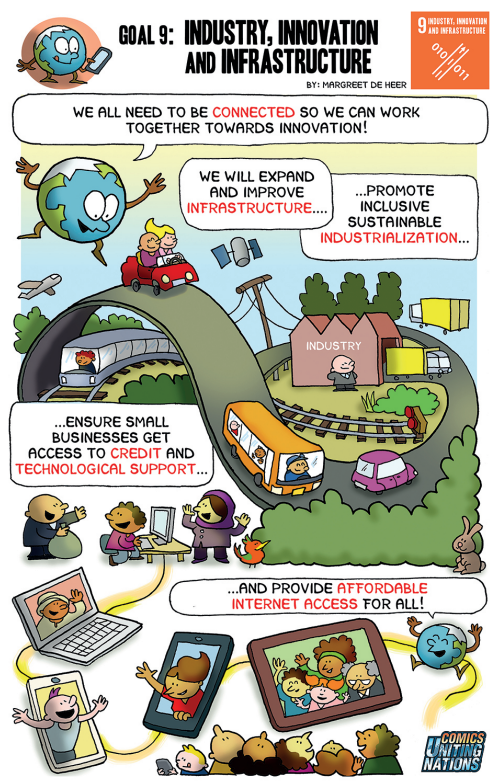 GOAL 9: INDUSTRY, INNOVATION
AND INFRASTRUCTURE
BY: MARGREET DE HEER
9 INDUSTRY, INNOVATION
AND INFRASTRUCTURE
010
011
WE ALL NEED TO BE CONNECTED SO WE CAN WORK
TOGETHER TOWARDS INNOVATION!
WE WILL EXPAND
AND IMPROVE
INFRASTRUCTURE....
...PROMOTE
INCLUSIVE
SUSTAINABLE
INDUSTRIALIZATION...
INDUSTRY
...ENSURE SMALL
BUSINESSES GET
ACCESS TO CREDIT AND
TECHNOLOGICAL SUPPORT...
...AND PROVIDE AFFORDABLE
INTERNET ACCESS FOR ALL!
COMICS
UNITING
NATIONS